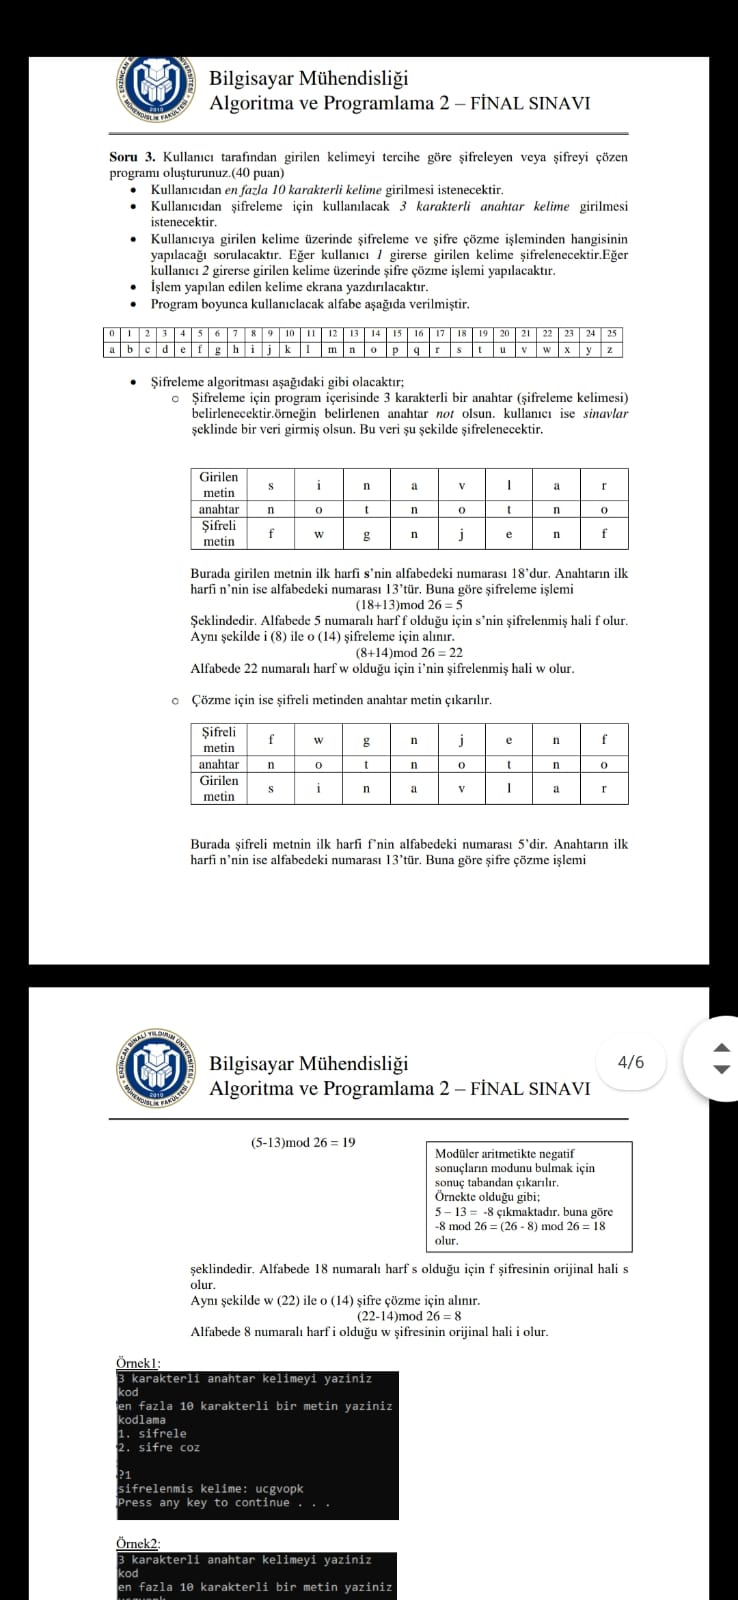 Bilgisayar Mühendisliği
Algoritma ve Programlama 2 – FİNAL SINAVI
Soru 3. Kullanıcı tarafından girilen kelimeyi tercihe göre şifreleyen veya şifreyi çözen
programı oluşturunuz.(40 puan)
• Kullanıcıdan en fazla 10 karakterli kelime girilmesi istenecektir.
• Kullanıcıdan şifreleme için kullanılacak 3 karakterli anahtar kelime girilmesi
istenecektir.
• Kullanıcıya girilen kelime üzerinde şifreleme ve şifre çözme işleminden hangisinin
yapılacağı sorulacaktır. Eğer kullanıcı 1 girerse girilen kelime şifrelenecektir.Eğer
kullanıcı 2 girerse girilen kelime üzerinde şifre çözme işlemi yapılacaktır.
• İşlem yapılan edilen kelime ekrana yazdırılacaktır.
• Program boyunca kullanıclacak alfabe aşağıda verilmiştir.
0 1 2 3 4 5 6 7 8 9 10 11 12 13 14 15 16 17 18 19 20 21 22 23 24 25
a b c d e f g h i j k l m n o p q r s t u v w x y z
• Şifreleme algoritması aşağıdaki gibi olacaktır;
o Şifreleme için program içerisinde 3 karakterli bir anahtar (şifreleme kelimesi)
belirlenecektir.örneğin belirlenen anahtar not olsun. kullanıcı ise sinavlar
şeklinde bir veri girmiş olsun. Bu veri şu şekilde şifrelenecektir.
Girilen
metin s i n a v l a r
anahtar n o t n o t n o
Şifreli
metin f w g n j e n f
Burada girilen metnin ilk harfi s'nin alfabedeki numarası 18'dur. Anahtarın ilk
harfi n'nin ise alfabedeki numarası 13'tür. Buna göre şifreleme işlemi
(18+13)mod 26 = 5
Şeklindedir. Alfabede 5 numaralı harf f olduğu için s'nin şifrelenmiş hali f olur.
Aynı şekilde i (8) ile o (14) şifreleme için alınır.
(8+14)mod 26 = 22
Alfabede 22 numaralı harf w olduğu için i'nin şifrelenmiş hali w olur.
o Çözme için ise şifreli metinden anahtar metin çıkarılır.
Şifreli
metin f w g n j e n f
anahtar n o t n o t n o
Girilen
metin s i n a v l a r
Burada şifreli metnin ilk harfi f'nin alfabedeki numarası 5'dir. Anahtarın ilk
harfi n'nin ise alfabedeki numarası 13'tür. Buna göre şifre çözme işlemi
ERZİNCAN BİNALİ YILDIRIM ÜNİVERSİTESİ
MÜHENDİSLİK FAKÜLTESİ
2010
Bilgisayar Mühendisliği
Algoritma ve Programlama 2 – FİNAL SINAVI
4/6
(5-13)mod 26 = 19
Modüler aritmetikte negatif
sonuçların modunu bulmak için
sonuç tabandan çıkarılır.
Örnekte olduğu gibi;
5 – 13 = -8 çıkmaktadır. buna göre
-8 mod 26 = (26 - 8) mod 26 = 18
olur.
şeklindedir. Alfabede 18 numaralı harf s olduğu için f şifresinin orijinal hali s
olur.
Aynı şekilde w (22) ile o (14) şifre çözme için alınır.
(22-14)mod 26 = 8
Alfabede 8 numaralı harf i olduğu w şifresinin orijinal hali i olur.
Örnek1:
3 karakterli anahtar kelimeyi yaziniz
kod
en fazla 10 karakterli bir metin yaziniz
kodlama
1. sifrele
2. sifre coz
?1
sifrelenmis kelime: ucgvopk
Press any key to continue . . .
Örnek2:
3 karakterli anahtar kelimeyi yaziniz
kod
en fazla 10 karakterli bir metin yaziniz